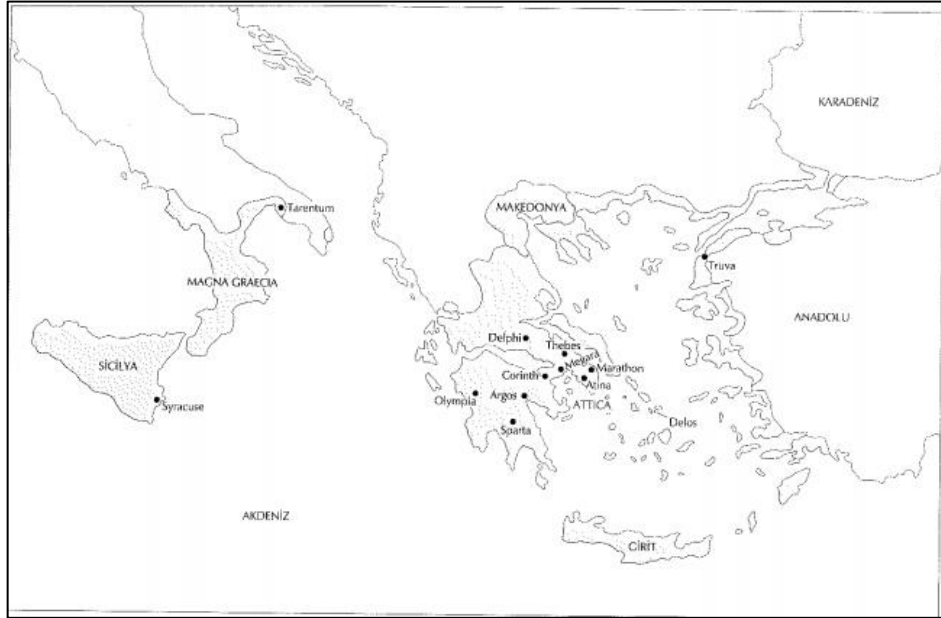 KARADENİZ
MAKEDONYA
Tarentum
Truva
MAGNA GRAECIA
ANADOLU
Delphi
Thebes
SİCİLYA
Megara
Marathon
Corinth
Atina
Olympia
Argos
ATTICA
Syracuse
Delos
Sparta
AKDENİZ
GİRİT